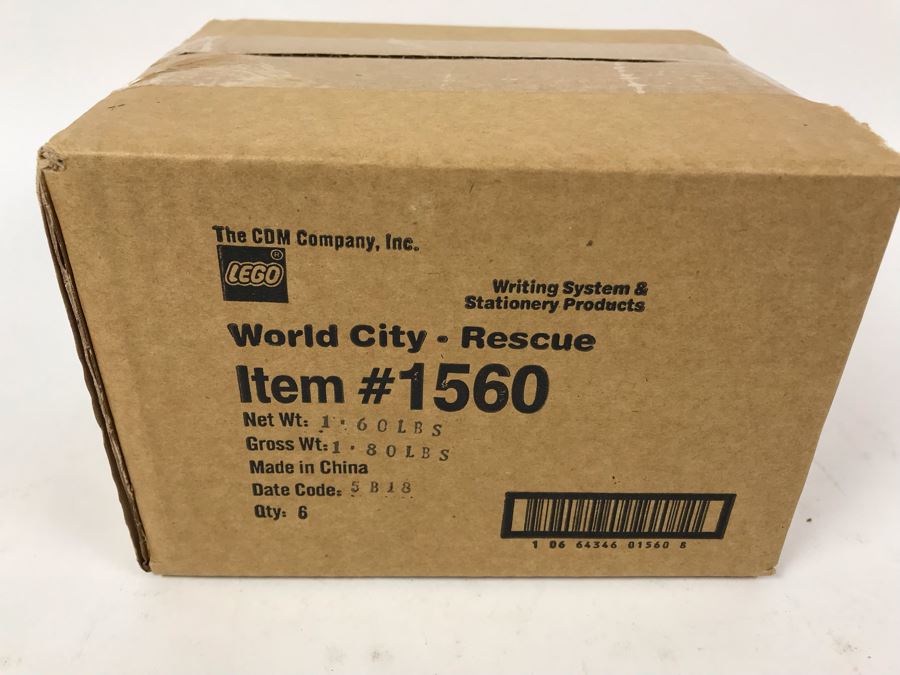 The CDM Company, Inc.
LEGO®
Writing System &
Stationery Products
World City - Rescue
Item #1560
Net Wt: 1.60LBS
Gross Wt: 1.80LBS
Made in China
Date Code: 5B18
Qty: 6
1 06 64346 01560 8